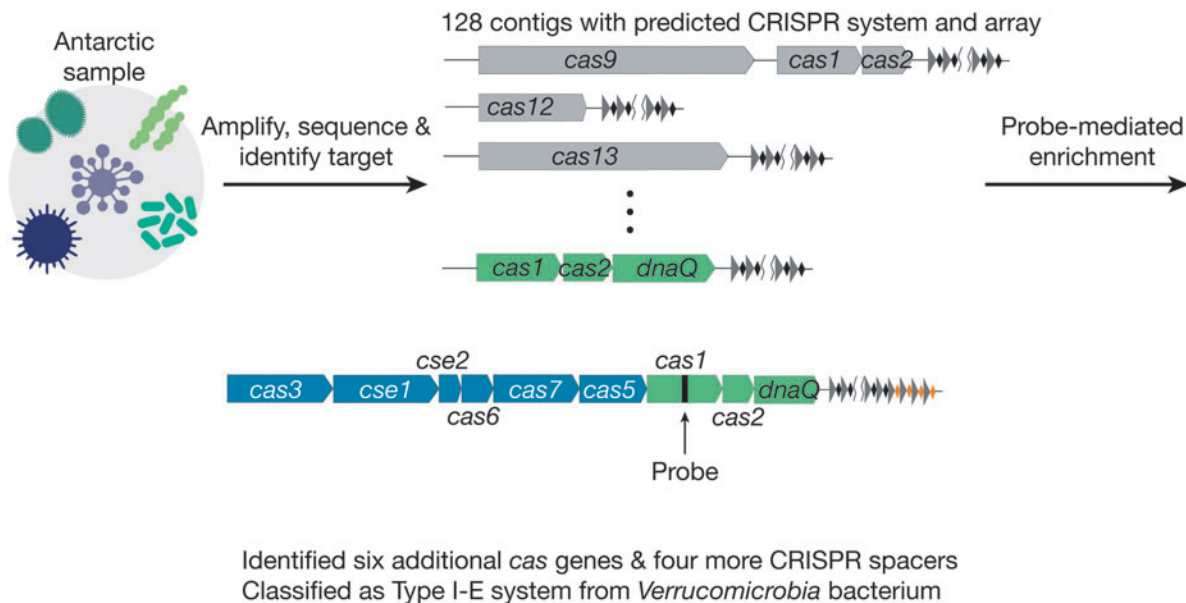 128 contigs with predicted CRISPR system and array
Antarctic
sample
Amplify, sequence &
identify target
cas9
cas1
cas2
cas12
cas13
cas1
cas2
dnaQ
Probe-mediated
enrichment
cse2
cas1
cas3
cse1
cas7
cas5
dnaQ
cas6
cas2
Probe
Identified six additional cas genes & four more CRISPR spacers
Classified as Type I-E system from Verrucomicrobia bacterium